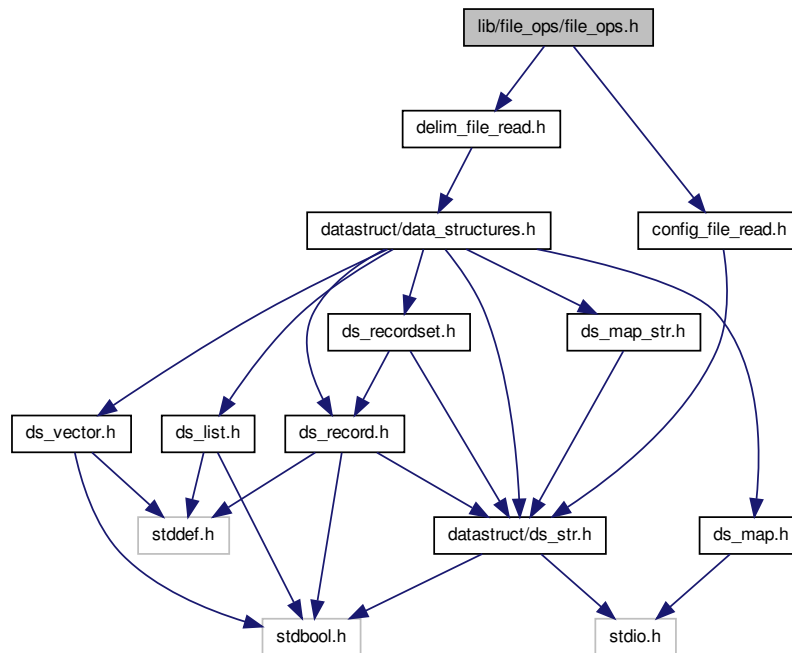 lib/file_ops/file_ops.h
delim_file_read.h
datastruct/data_structures.h
config_file_read.h
ds_recordset.h
ds_map_str.h
ds_vector.h
ds_list.h
ds_record.h
stddef.h
datastruct/ds_str.h
ds_map.h
stdbool.h
stdio.h